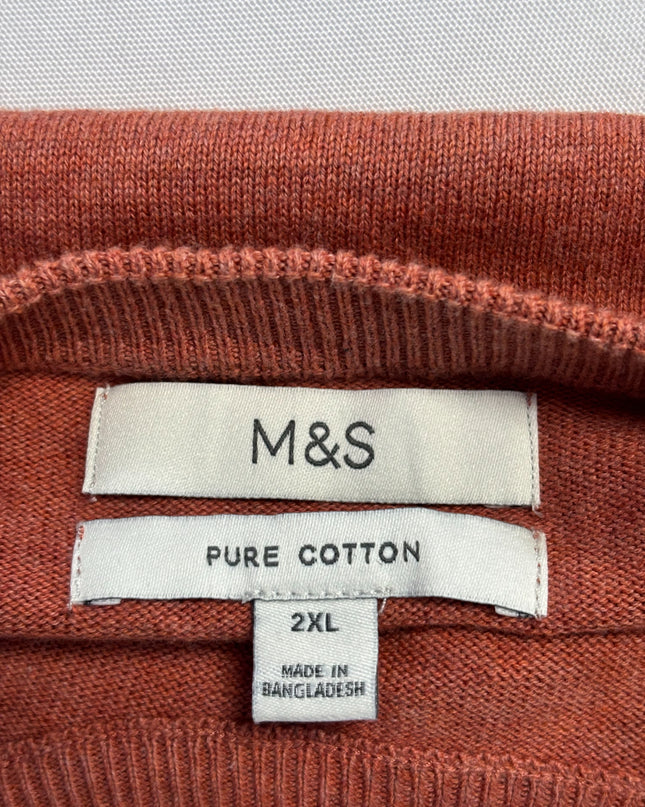 M&S
PURE COTTON
2XL
MADE IN
BANGLADESH